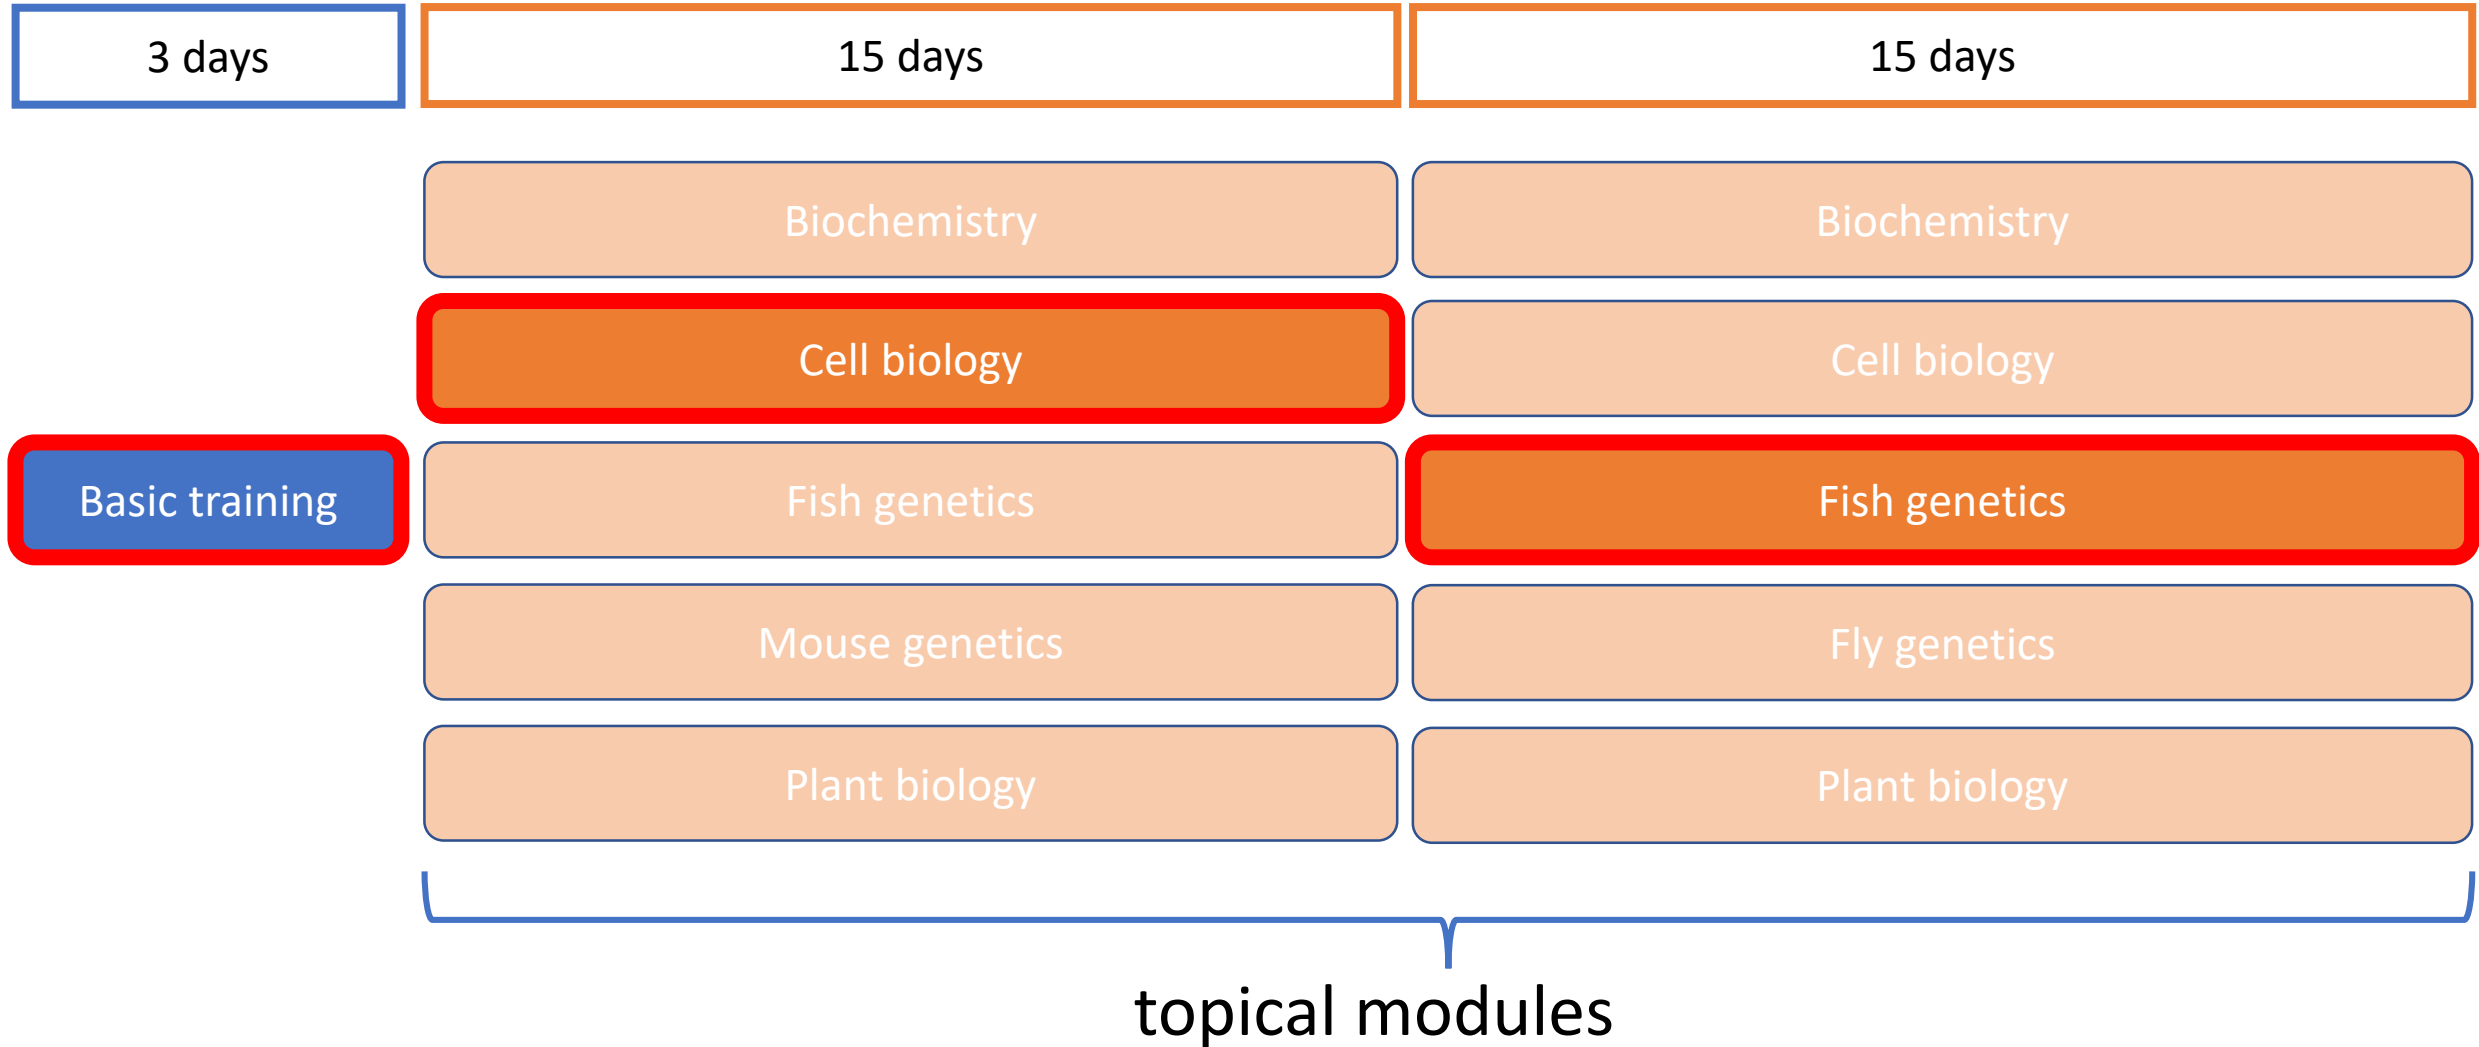 3 days
15 days
15 days
Biochemistry
Biochemistry
Cell biology
Cell biology
Basic training
Fish genetics
Fish genetics
Mouse genetics
Fly genetics
Plant biology
Plant biology
topical modules